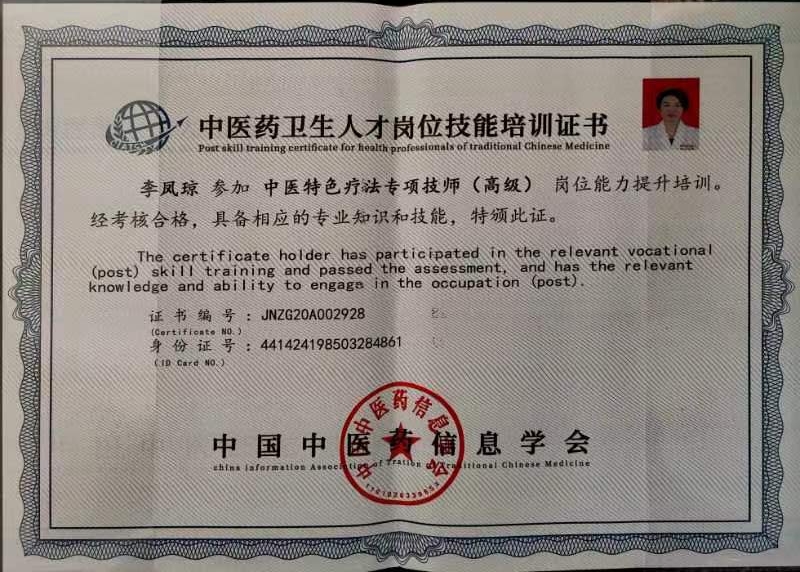 中医药卫生人才岗位技能培训证书
Post skill training certificate for health professionals of traditional Chinese Medicine
李凤琼 参加 中医特色疗法专项技师（高级） 岗位能力提升培训。
经考核合格，具备相应的专业知识和技能，特颁此证。
The certificate holder has participated in the relevant vocational
(post) skill training and passed the assessment, and has the relevant
knowledge and ability to engage in the occupation (post).
证书编号：JNZG20A002928
(Certificate NO.)
身份证号：441424198503284861
(ID Card NO.)
中国中医药信息学会
china information Association of Tration Traditional Chinese Medicine